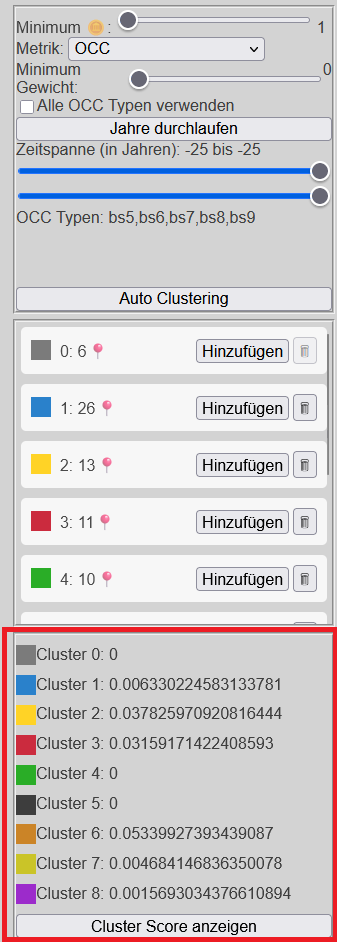 Minimum : 1
Metrik: OCC
Minimum 0
Gewicht:
Alle OCC Typen verwenden
Jahre durchlaufen
Zeitspanne (in Jahren): -25 bis -25
OCC Typen: bs5,bs6,bs7,bs8,bs9
Auto Clustering
0: 6 Hinzufügen
1: 26 Hinzufügen
2: 13 Hinzufügen
3: 11 Hinzufügen
4: 10 Hinzufügen
Cluster 0: 0
Cluster 1: 0.006330224583133781
Cluster 2: 0.037825970920816444
Cluster 3: 0.03159171422408593
Cluster 4: 0
Cluster 5: 0
Cluster 6: 0.05339927393439087
Cluster 7: 0.004684146836350078
Cluster 8: 0.0015693034376610894
Cluster Score anzeigen